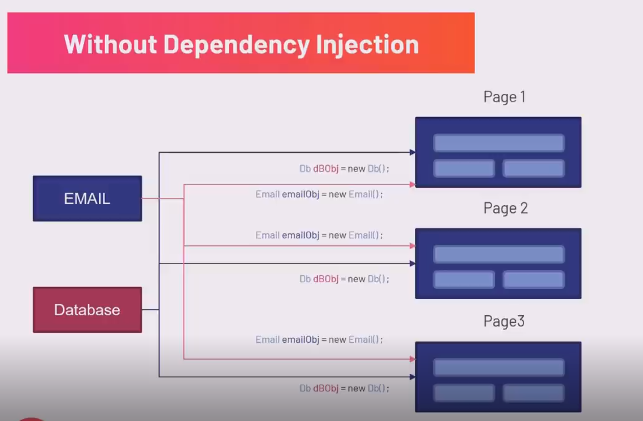 Without Dependency Injection
Page 1
Db dBObj = new Db();
EMAIL
Email emailObj = new Email();
Page 2
Email emailObj = new Email();
Db dBObj = new Db();
Database
Page3
Email emailObj = new Email();
Db dBObj = new Db();